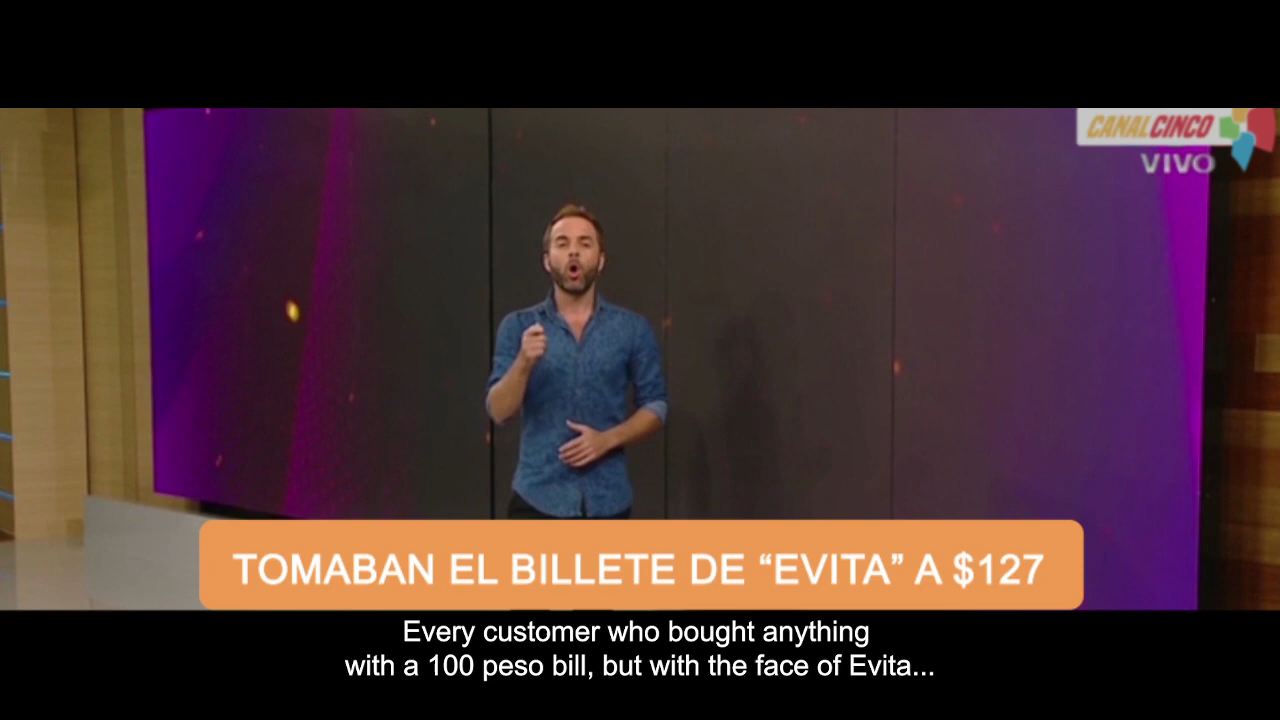 CANALCINCO
VIVO
TOMABAN EL BILLETE DE “EVITA” A $127
Every customer who bought anything
with a 100 peso bill, but with the face of Evita...